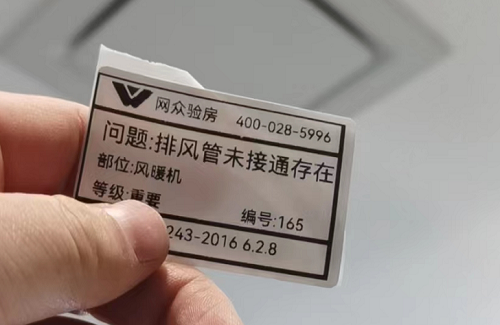 网众验房 400-028-5996
问题:排风管未接通存在
部位:风暖机
等级:重要 编号:165
243-2016 6.2.8